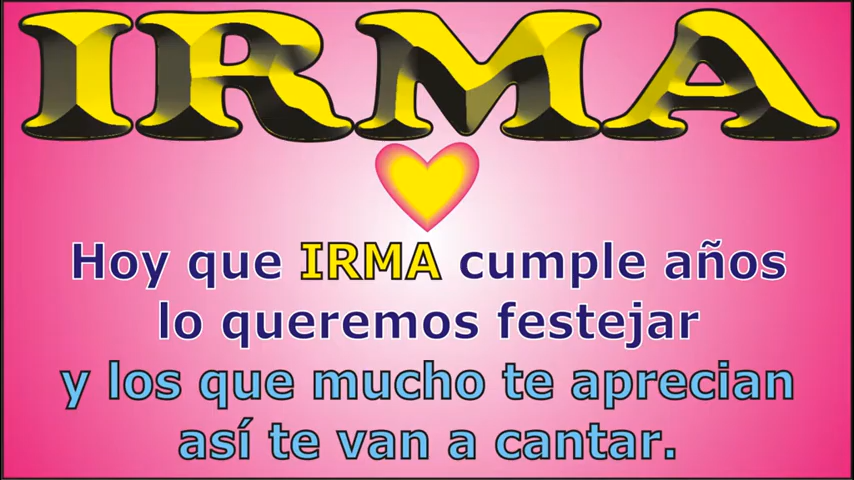 IRMA
Hoy que IRMA cumple años
lo queremos festejar
y los que mucho te aprecian
así te van a cantar.